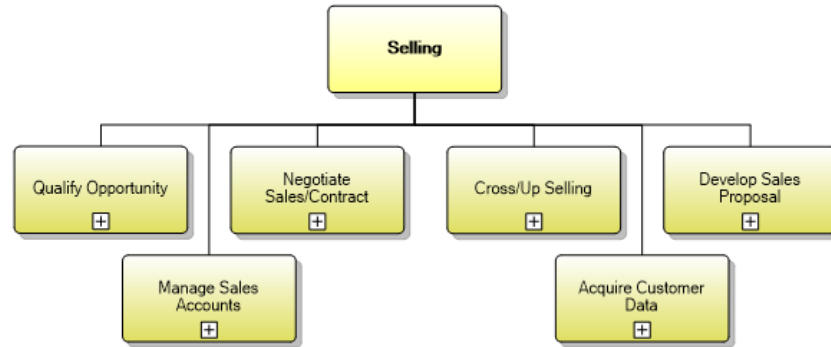 Selling
Qualify Opportunity
Negotiate
Sales/Contract
Cross/Up Selling
Develop Sales
Proposal
Manage Sales
Accounts
Acquire Customer
Data